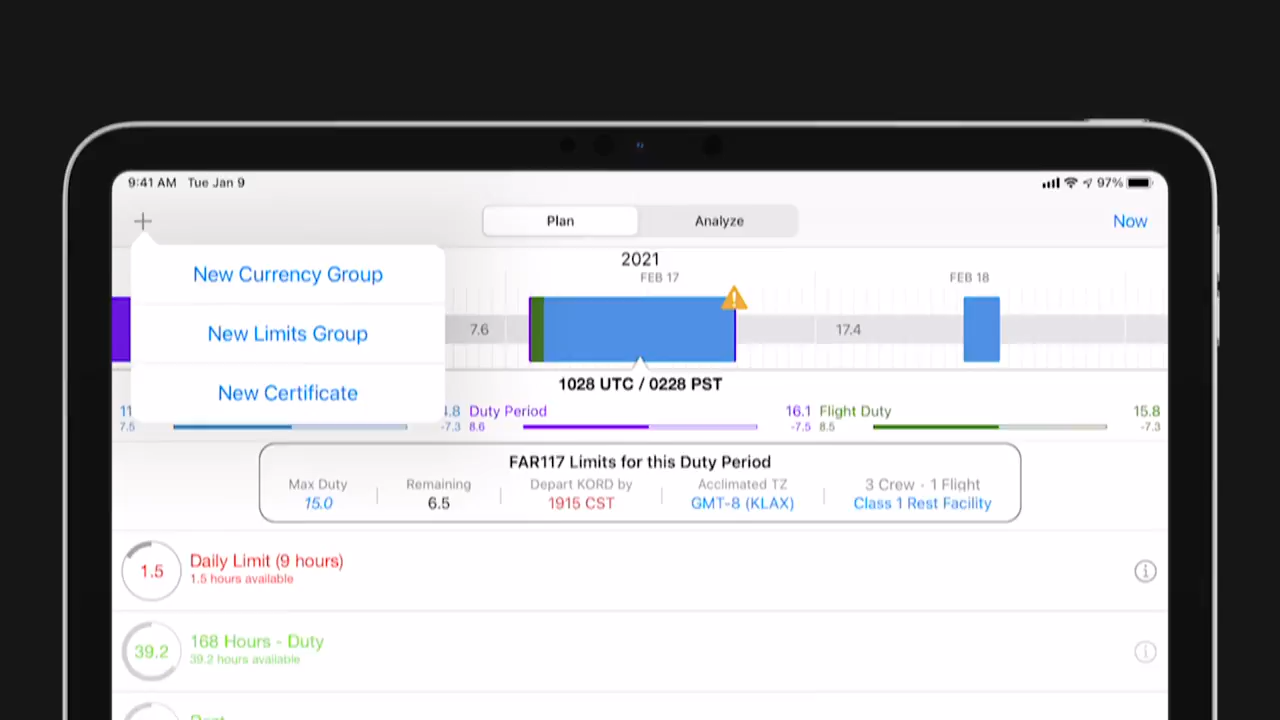 9:41 AM Tue Jan 9
97%
Plan
Analyze
Now
New Currency Group
New Limits Group
New Certificate
2021
FEB 17
FEB 18
7.6
17.4
1028 UTC / 0228 PST
11
7.5
4.8
-7.3
Duty Period
8.6
16.1
-7.5
Flight Duty
8.5
15.8
-7.3
FAR117 Limits for this Duty Period
Max Duty
15.0
Remaining
6.5
Depart KORD by
1915 CST
Acclimated TZ
GMT-8 (KLAX)
3 Crew - 1 Flight
Class 1 Rest Facility
1.5
Daily Limit (9 hours)
1.5 hours available
39.2
168 Hours - Duty
39.2 hours available